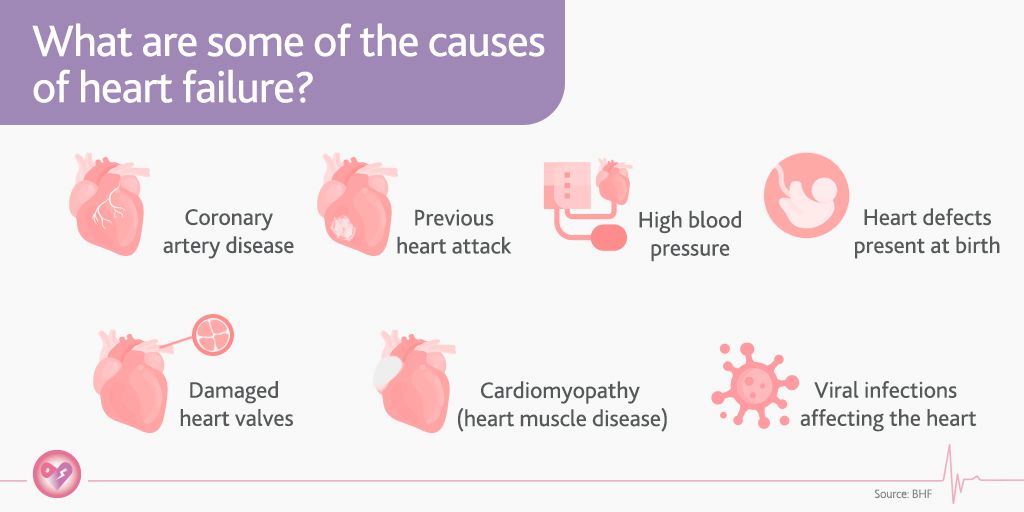 What are some of the causes
of heart failure?
Coronary
artery disease
Previous
heart attack
High blood
pressure
Heart defects
present at birth
Damaged
heart valves
Cardiomyopathy
(heart muscle disease)
Viral infections
affecting the heart
Source: BHF